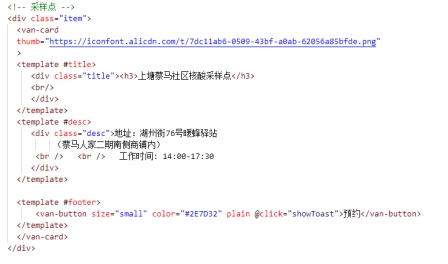 <!-- 采样点 -->
<div class="item">
<van-card
thumb="https://iconfont.alicdn.com/t/7dc11ab6-0509-43bf-a0ab-62056a85bfde.png"
>
<template #title>
<div class="title"><h3>上塘蔡马社区核酸采样点</h3>
<br/>
</div>
</template>
<template #desc>
<div class="desc">地址：湖州街76号曙蜂驿站
（蔡马人家二期南侧商铺内）
<br />   <br />   工作时间：14:00-17:30
</div>
</template>
<template #footer>
<van-button size="small" color="#2E7D32" plain @click="showToast">预约</van-button>
</template>
</van-card>
</div>